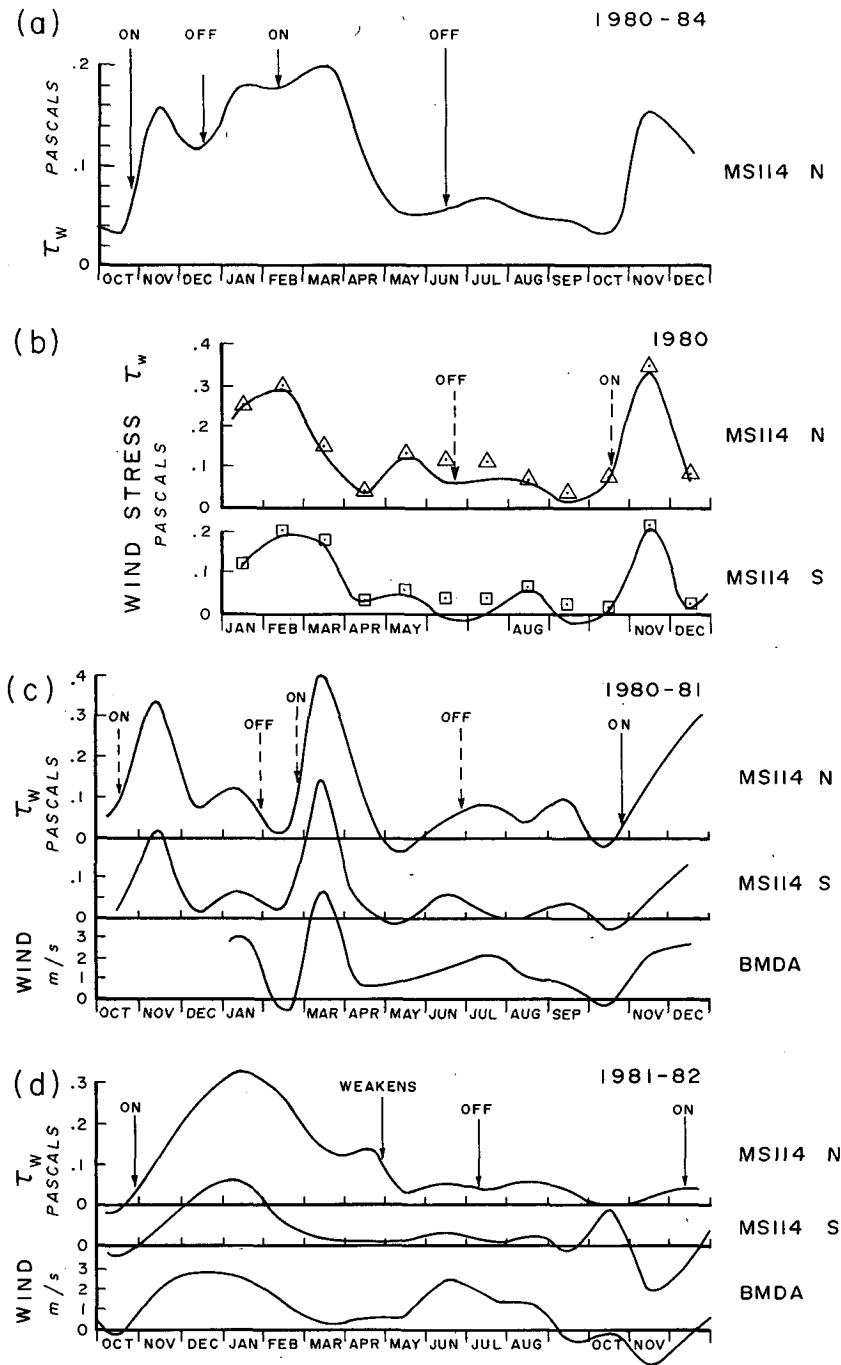 (a) 1980-84
ON OFF ON OFF
.2
.1
0
τw PASCALS
MS114 N
OCT NOV DEC JAN FEB MAR APR MAY JUN JUL AUG SEP OCT NOV DEC
(b) 1980
WIND STRESS τw
PASCALS
.4
.3
.2
.1
0
OFF ON
MS114 N
.2
.1
0
MS114 S
JAN FEB MAR APR MAY AUG NOV DEC
(c) 1980-81
.4
.3
.2
.1
0
τw
PASCALS
ON OFF ON OFF ON
MS114 N
.1
0
MS114 S
WIND
m/s
3
2
1
0
BMDA
OCT NOV DEC JAN MAR APR MAY JUN JUL AUG SEP NOV DEC
(d) 1981-82
ON WEAKENS OFF ON
.3
.2
.1
0
τw
PASCALS
MS114 N
MS114 S
WIND
m/s
3
2
1
0
BMDA
OCT NOV DEC JAN FEB MAR APR MAY JUN JUL AUG OCT NOV